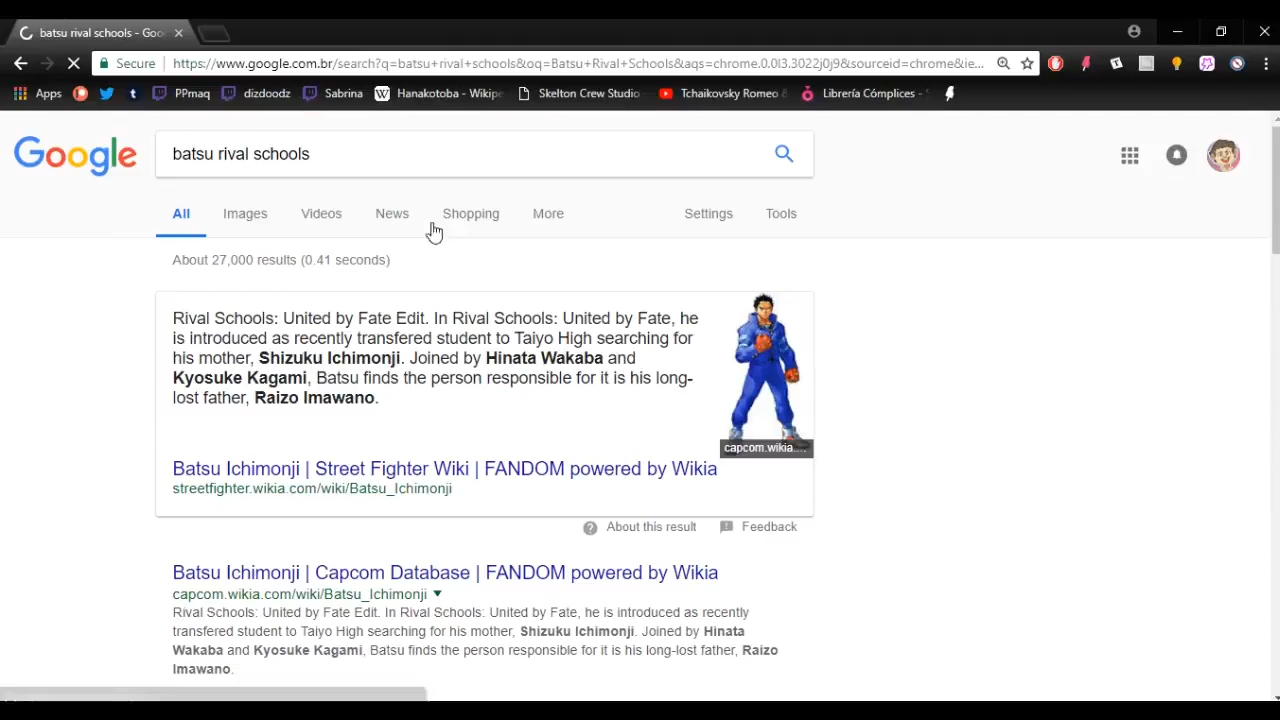 batsu rival schools - Goo
Secure https://www.google.com.br/search?q=batsu+rival+schools&oq=Batsu+Rival+Schools&aqs=chrome.0.0l3.3022j0j9&sourceid=chrome&ie...
Apps PPmaq dizdoodz Sabrina Hanakotoba - Wikipe Skelton Crew Studio Tchaikovsky Romeo & Librería Cómplices -
Google batsu rival schools
All Images Videos News Shopping More Settings Tools
About 27,000 results (0.41 seconds)
Rival Schools: United by Fate Edit. In Rival Schools: United by Fate, he
is introduced as recently transfered student to Taiyo High searching for
his mother, Shizuku Ichimonji. Joined by Hinata Wakaba and
Kyosuke Kagami, Batsu finds the person responsible for it is his long-
lost father, Raizo Imawano.
capcom.wikia....
Batsu Ichimonji | Street Fighter Wiki | FANDOM powered by Wikia
streetfighter.wikia.com/wiki/Batsu_Ichimonji
About this result Feedback
Batsu Ichimonji | Capcom Database | FANDOM powered by Wikia
capcom.wikia.com/wiki/Batsu_Ichimonji
Rival Schools: United by Fate Edit. In Rival Schools: United by Fate, he is introduced as recently
transfered student to Taiyo High searching for his mother, Shizuku Ichimonji. Joined by Hinata
Wakaba and Kyosuke Kagami, Batsu finds the person responsible for it is his long-lost father, Raizo
Imawano.